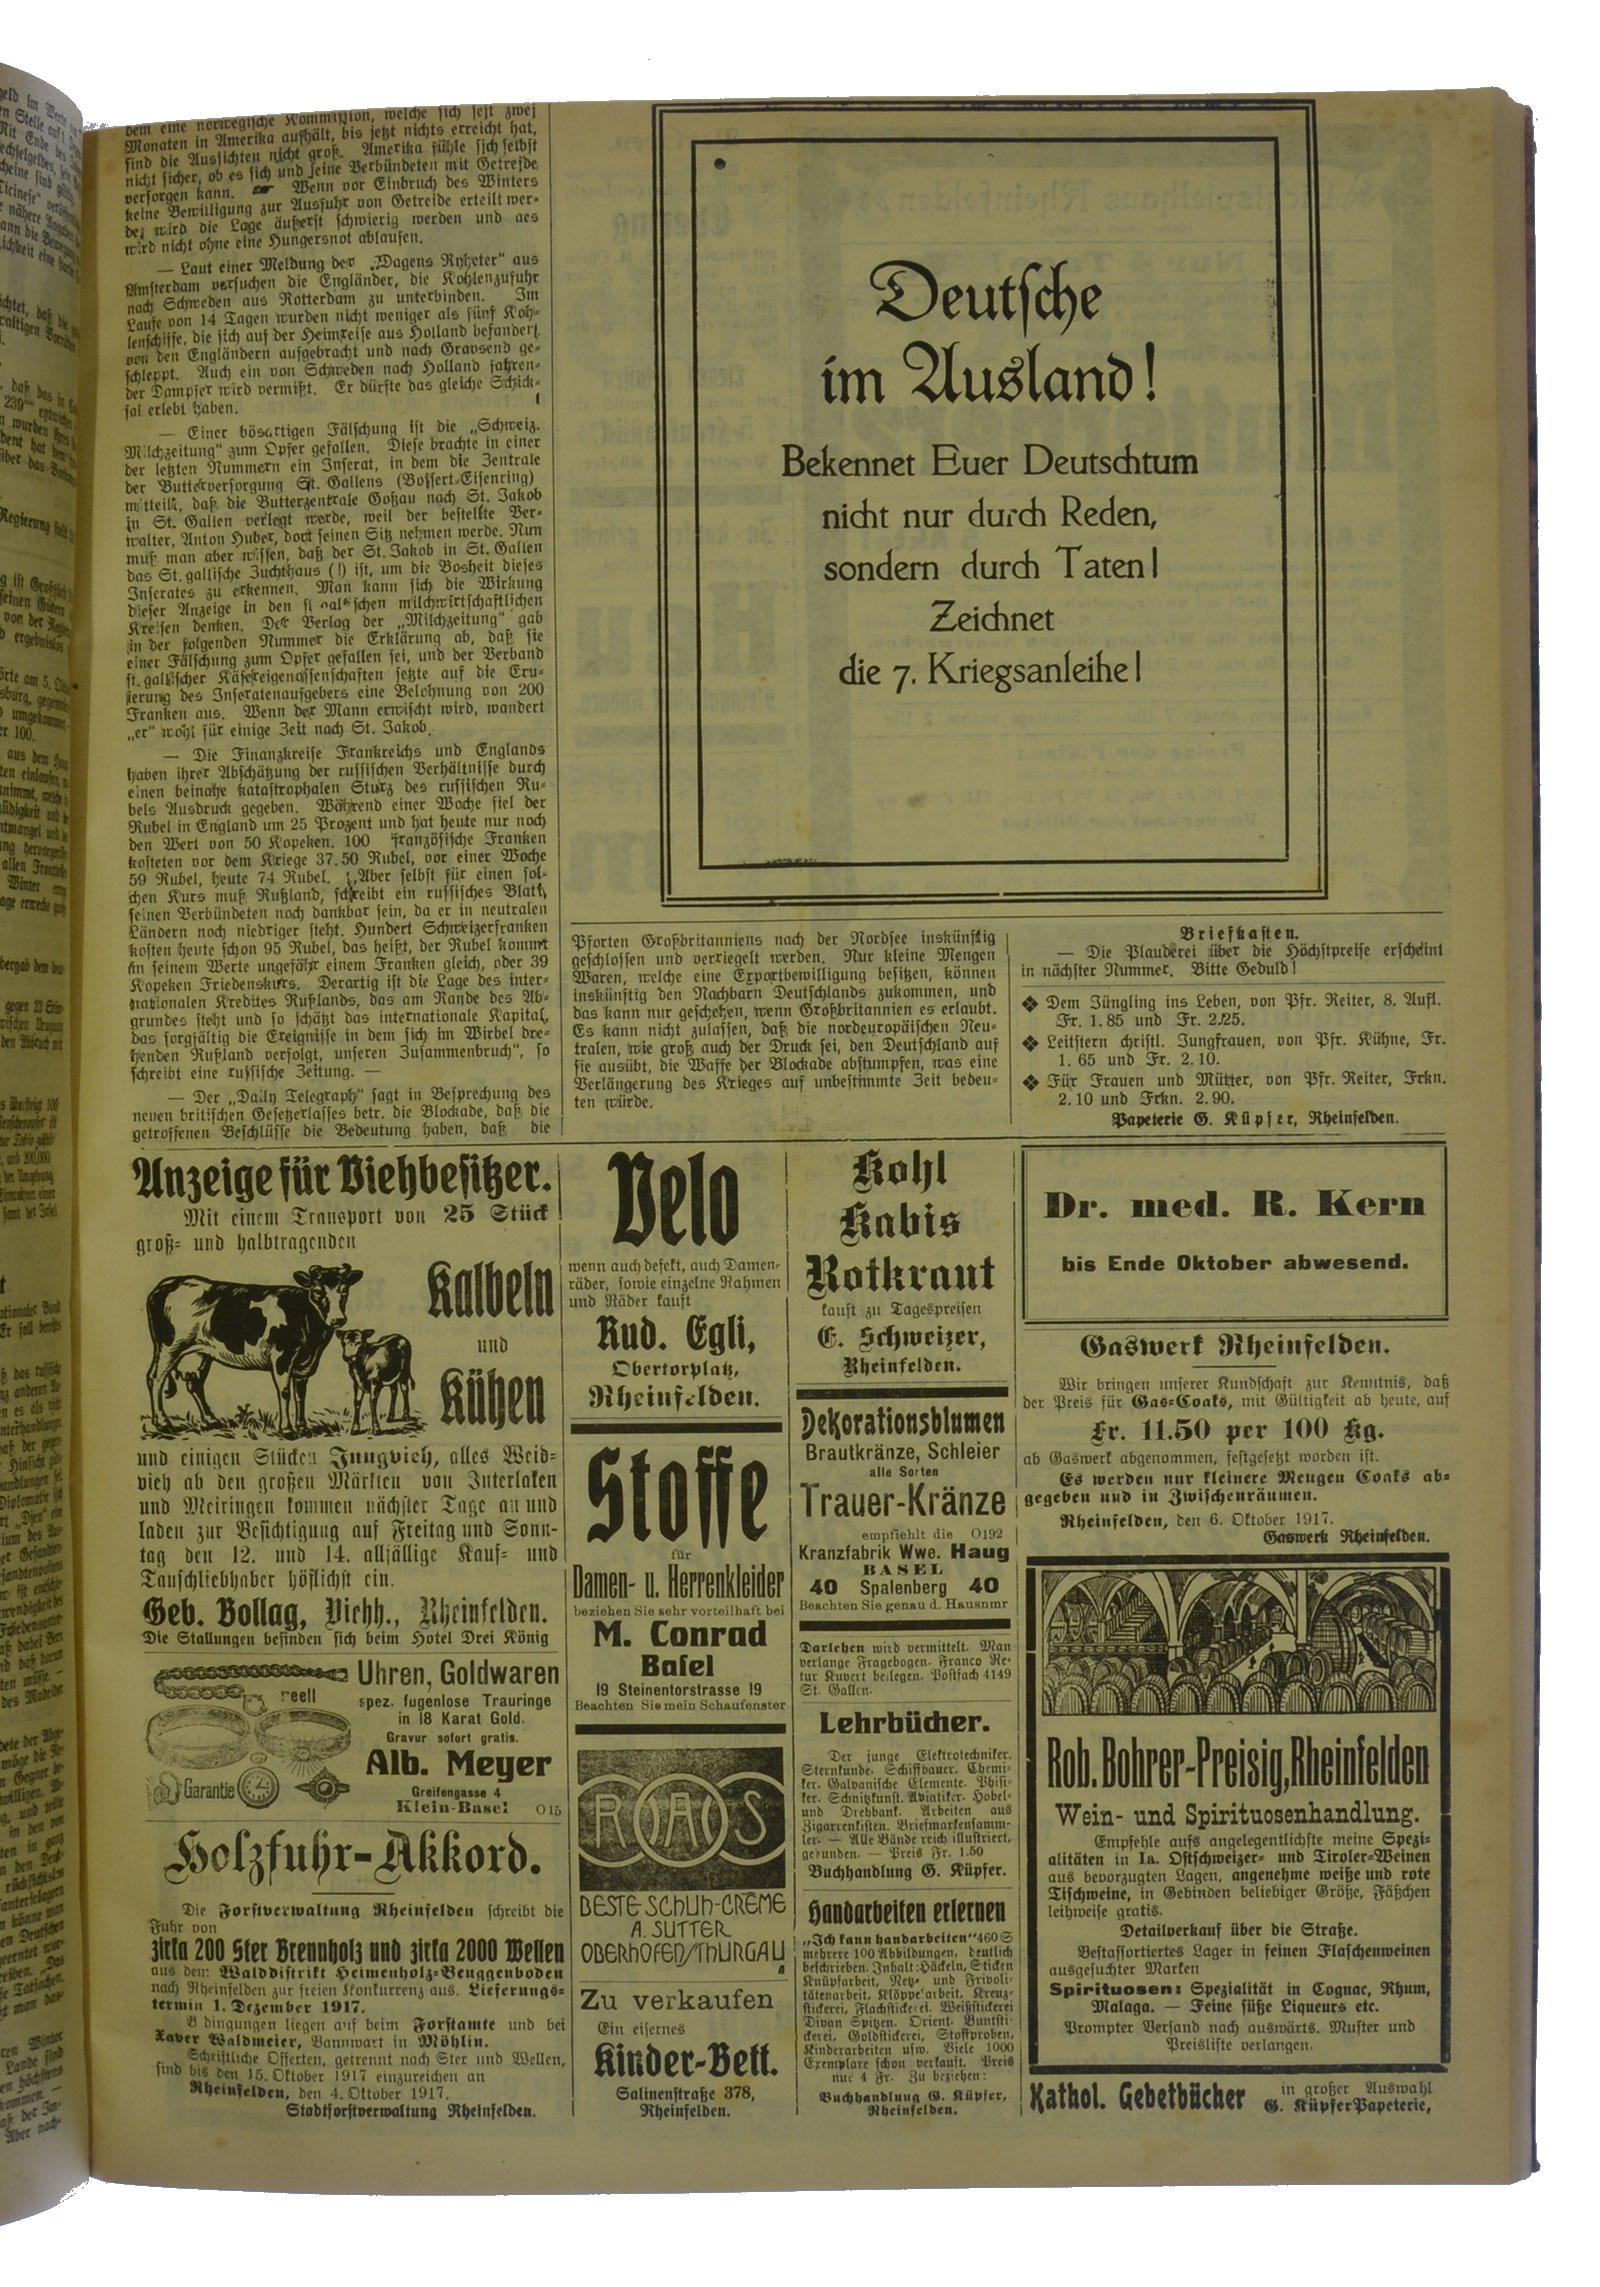 dem eine norwegische Kommission, welche sich seit zwei
Monaten in Amerika aufhält, bis jetzt nichts erreicht hat,
sind die Aussichten nicht groß. Amerika fühle sich selbst
nicht sicher, ob es sich und seine Verbündeten mit Getreide
versorgen kann. Wenn vor Einbruch des Winters
keine Bewilligung zur Ausfuhr von Getreide erteilt wer-
de, wird die Lage äußerst schwierig werden und aes
wird nicht ohne eine Hungersnot ablaufen.
— Laut einer Meldung der „Dagens Nyheter" aus
Amsterdam versuchen die Engländer, die Kohlenzufuhr
nach Schweden aus Rotterdam zu unterbinden. Im
Laufe von 14 Tagen wurden nicht weniger als fünf Koh-
lenschiffe, die sich auf der Heimreise aus Holland befanden,
von den Engländern aufgebracht und nach Gravsend ge-
schleppt. Auch ein von Schweden nach Holland fahren-
der Dampfer wird vermißt. Er dürfte das gleiche Schick-
sal erlebt haben.
— Einer bösartigen Fälschung ist die „Schweiz.
Milchzeitung" zum Opfer gefallen. Diese brachte in einer
der letzten Nummern ein Inserat, in dem die Zentrale
der Butterversorgung St. Gallens (Bossert-Eisenring)
mitteilt, daß die Butterzentrale Goßau nach St. Jakob
in St. Gallen verlegt werde, weil der bestellte Ver-
walter, Anton Huber, dort seinen Sitz nehmen werde. Nun
muß man aber wissen, daß der St. Jakob in St. Gallen
das St. gallische Zuchthaus (!) ist, um die Bosheit dieses
Inserates zu erkennen. Man kann sich die Wirkung
dieser Anzeige in den milchwirtschaftlichen
Kreisen denken. Der Verlag der „Milchzeitung" gab
in der folgenden Nummer die Erklärung ab, daß sie
einer Fälschung zum Opfer gefallen sei, und der Verband
st. gallischer Käsereigenossenschaften setzte auf die Eru-
ierung des Inseratenaufgebers eine Belohnung von 200
Franken aus. Wenn der Mann erwischt wird, wandert
„er" wohl für einige Zeit nach St. Jakob.
— Die Finanzkreise Frankreichs und Englands
haben ihrer Abschätzung der russischen Verhältnisse durch
einen beinahe katastrophalen Sturz des russischen Ru-
bels Ausdruck gegeben. Während einer Woche fiel der
Rubel in England um 25 Prozent und hat heute nur noch
den Wert von 50 Kopeken. 100 französische Franken
kosteten vor dem Kriege 37.50 Rubel, vor einer Woche
59 Rubel, heute 74 Rubel. „Aber selbst für einen sol-
chen Kurs muß Rußland, schreibt ein russisches Blatt,
seinen Verbündeten noch dankbar sein, da er in neutralen
Ländern noch niedriger steht. Hundert Schweizerfranken
kosten heute schon 95 Rubel, das heißt, der Rubel kommt
in seinem Werte ungefähr einem Franken gleich, oder 39
Kopeken Friedenskurs. Derartig ist die Lage des inter-
nationalen Kredites Rußlands, das am Rande des Ab-
grundes steht und so schätzt das internationale Kapital,
das sorgfältig die Ereignisse in dem sich im Wirbel dre-
henden Rußland verfolgt, unseren Zusammenbruch", so
schreibt eine russische Zeitung. —
— Der „Daily Telegraph" sagt in Besprechung des
neuen britischen Gesetzerlasses betr. die Blockade, daß die
getroffenen Beschlüsse die Bedeutung haben, daß die
Deutsche
im Ausland!
Bekennet Euer Deutschtum
nicht nur durch Reden,
sondern durch Taten!
Zeichnet
die 7. Kriegsanleihe!
Pforten Großbritanniens nach der Nordsee inskünftig
geschlossen und verriegelt werden. Nur kleine Mengen
Waren, welche eine Exportbewilligung besitzen, können
inskünftig den Nachbarn Deutschlands zukommen, und
das kann nur geschehen, wenn Großbritannien es erlaubt.
Es kann nicht zulassen, daß die nordeuropäischen Neu-
tralen, wie groß auch der Druck sei, den Deutschland auf
sie ausübt, die Waffe der Blockade abstumpfen, was eine
Verlängerung des Krieges auf unbestimmte Zeit bedeu-
ten würde.
Briefkasten.
— Die Plauderei über die Höchstpreise erscheint
in nächster Nummer. Bitte Geduld!
❖ Dem Jüngling ins Leben, von Pfr. Reiter, 8. Aufl.
Fr. 1.85 und Fr. 2.25.
❖ Leitstern christl. Jungfrauen, von Pfr. Kühne, Fr.
1. 65 und Fr. 2.10.
❖ Für Frauen und Mütter, von Pfr. Reiter, Frkn.
2.10 und Frkn. 2.90.
Papeterie G. Küpfer, Rheinfelden.
Anzeige für Viehbesitzer.
Mit einem Transport von 25 Stück
groß- und halbtragenden
Kalbeln
und
Kühen
und einigen Stücken Jungvieh, alles Weid-
vieh ab den großen Märkten von Interlaken
und Meiringen kommen nächster Tage an und
laden zur Besichtigung auf Freitag und Sonn-
tag den 12. und 14. allfällige Kauf- und
Tauschliebhaber höflichst ein.
Geb. Bollag, Viehh., Rheinfelden.
Die Stallungen befinden sich beim Hotel Drei König
Uhren, Goldwaren
reell
spez. fugenlose Trauringe
in 18 Karat Gold.
Gravur sofort gratis.
Alb. Meyer
Garantie
Greifengasse 4
Klein-Basel O 15
Holzfuhr-Akkord.
Die Forstverwaltung Rheinfelden schreibt die
Fuhr von
zirka 200 Ster Brennholz und zirka 2000 Wellen
aus dem Walddistrikt Heimenholz-Beuggenboden
nach Rheinfelden zur freien Konkurrenz aus. Lieferungs-
termin 1. Dezember 1917.
B dingungen liegen auf beim Forstamte und bei
Xaver Waldmeier, Bannwart in Möhlin.
Schriftliche Offerten, getrennt nach Ster und Wellen,
sind bis den 15. Oktober 1917 einzureichen an
Rheinfelden, den 4. Oktober 1917.
Stadtforstverwaltung Rheinfelden.
Velo
wenn auch defekt, auch Damen-
räder, sowie einzelne Rahmen
und Räder kauft
Rud. Egli,
Obertorplatz,
Rheinfelden.
Stoffe
für
Damen- u. Herrenkleider
beziehen Sie sehr vorteilhaft bei
M. Conrad
Basel
19 Steinentorstrasse 19
Beachten Sie mein Schaufenster
RAS
BESTE SCHUH-CREME
A. SUTTER
OBERHOFEN/THURGAU
Zu verkaufen
Ein eisernes
Kinder-Bett.
Salinenstraße 378,
Rheinfelden.
Kohl
Kabis
Rotkraut
kauft zu Tagespreisen
E. Schweizer,
Rheinfelden.
Dekorationsblumen
Brautkränze, Schleier
alle Sorten
Trauer-Kränze
empfiehlt die O192
Kranzfabrik Wwe. Haug
BASEL
40 Spalenberg 40
Beachten Sie genau d. Hausnmr
Darlehen wird vermittelt. Man
verlange Fragebogen. Franco Re-
tur Kuvert beilegen. Postfach 4149
St. Gallen.
Lehrbücher.
Der junge Elektrotechniker.
Sternkunde. Schiffbauer. Chemi-
ker. Galvanische Elemente. Phisi-
ker. Schnitzkunst. Aviatiker. Hobel-
und Drehbank. Arbeiten aus
Zigarrenkisten. Briefmarkensamm-
ler. — Alle Bände reich illustriert,
gebunden. — Preis Fr. 1.50
Buchhandlung G. Küpfer.
Handarbeiten erlernen
„Ich kann handarbeiten" 460 S
mehrere 100 Abbildungen, deutlich
beschrieben. Inhalt: Häckeln, Sticken
Knüpfarbeit, Netz- und Frivoli-
tätenarbeit, Klöppelarbeit, Kreuz-
stickerei, Flachstickerei. Weißstickerei
Divan Spitzen. Orient. Buntsti-
ckerei. Goldstickerei, Stoffproben,
Kinderarbeiten usw. Viele 1000
Exemplare schon verkauft. Preis
nur 4 Fr. Zu beziehen:
Buchhandlung G. Küpfer,
Rheinfelden.
Dr. med. R. Kern
bis Ende Oktober abwesend.
Gaswerk Rheinfelden.
Wir bringen unserer Kundschaft zur Kenntnis, daß
der Preis für Gas-Coaks, mit Gültigkeit ab heute, auf
Fr. 11.50 per 100 Kg.
ab Gaswerk abgenommen, festgesetzt worden ist.
Es werden nur kleinere Mengen Coaks ab-
gegeben und in Zwischenräumen.
Rheinfelden, den 6. Oktober 1917.
Gaswerk Rheinfelden.
Rob. Bohrer-Preisig, Rheinfelden
Wein- und Spirituosenhandlung.
Empfehle aufs angelegentlichste meine Spezi-
alitäten in Ia. Ostschweizer- und Tiroler-Weinen
aus bevorzugten Lagen, angenehme weiße und rote
Tischweine, in Gebinden beliebiger Größe, Fäßchen
leihweise gratis.
Detailverkauf über die Straße.
Bestassortiertes Lager in feinen Flaschenweinen
ausgesuchter Marken
Spirituosen: Spezialität in Cognac, Rhum,
Malaga. — Feine süße Liqueurs etc.
Prompter Versand nach auswärts. Muster und
Preisliste verlangen.
Kathol. Gebetbücher in großer Auswahl
G. Küpfer Papeterie,